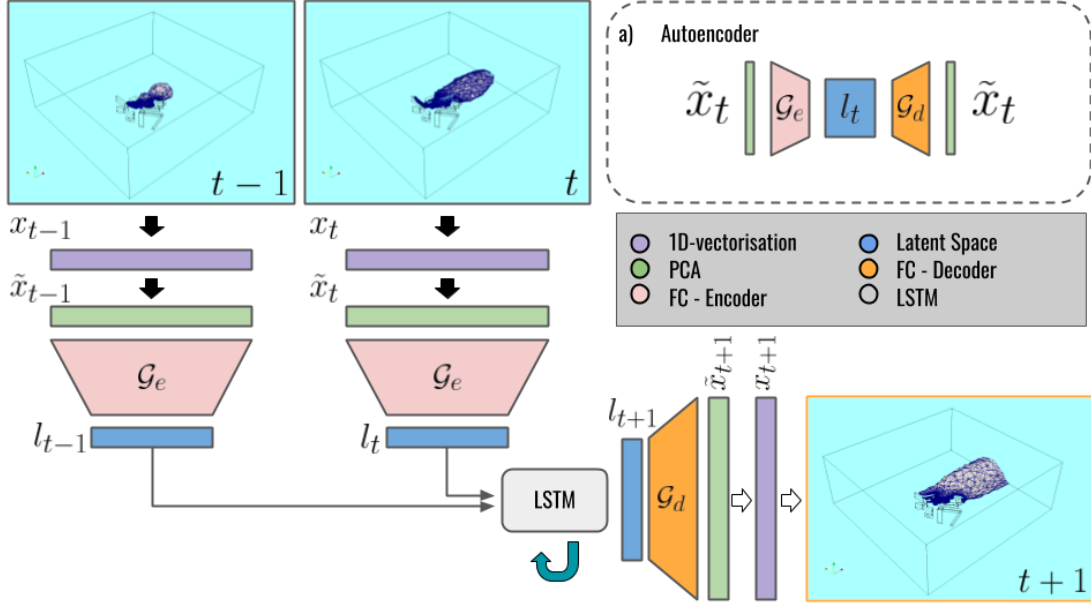 t − 1
t
a) Autoencoder
x̃_t
𝒢_e
l_t
𝒢_d
x̃_t
x_{t−1}
x_t
x̃_{t−1}
x̃_t
1D-vectorisation
Latent Space
PCA
FC - Decoder
FC - Encoder
LSTM
𝒢_e
𝒢_e
x̃_{t+1}
x_{t+1}
l_{t+1}
l_{t−1}
l_t
LSTM
𝒢_d
t + 1